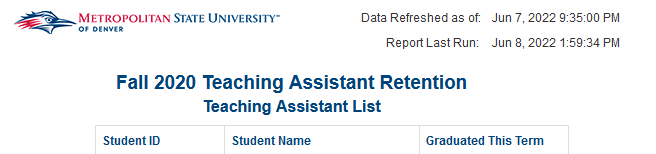 METROPOLITAN STATE UNIVERSITY™
OF DENVER
Data Refreshed as of: Jun 7, 2022 9:35:00 PM
Report Last Run: Jun 8, 2022 1:59:34 PM
Fall 2020 Teaching Assistant Retention
Teaching Assistant List
Student ID Student Name Graduated This Term